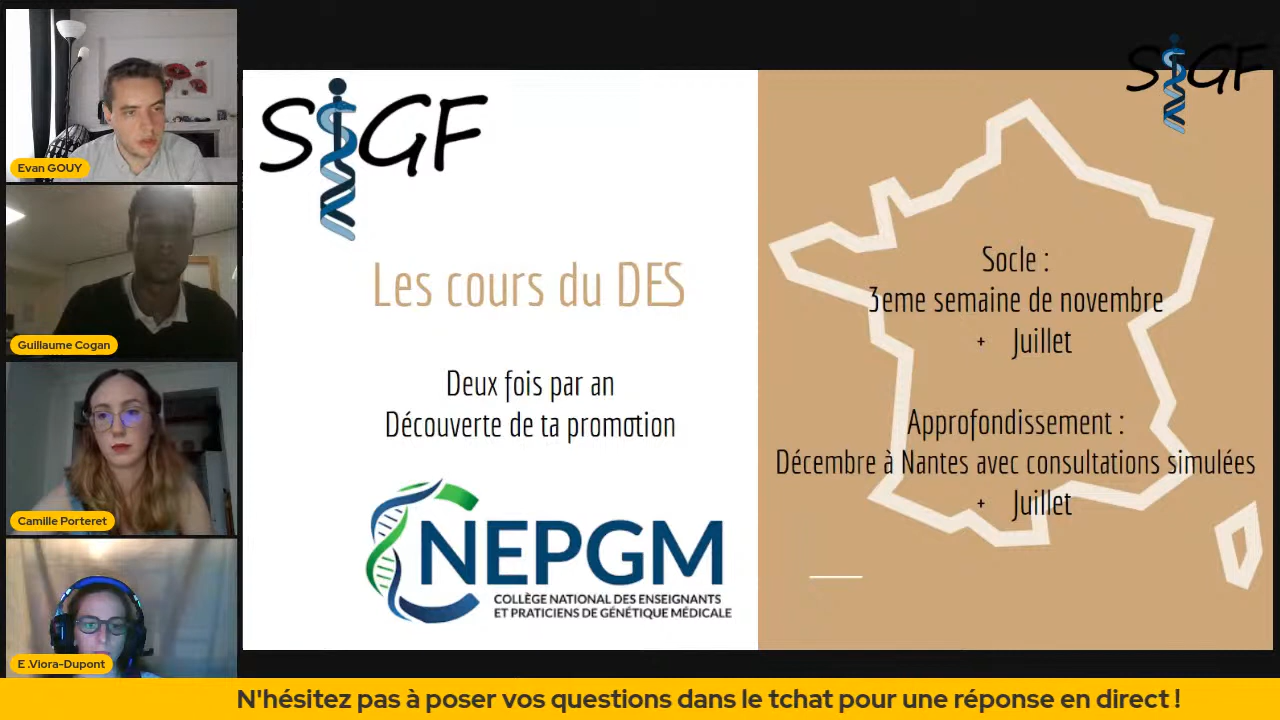 Evan GOUY
Guillaume Cogan
Camille Porteret
E .Viora-Dupont
SIGF
Les cours du DES
Deux fois par an
Découverte de ta promotion
CNEPGM
COLLÈGE NATIONAL DES ENSEIGNANTS
ET PRATICIENS DE GÉNÉTIQUE MÉDICALE
SIGF
Socle :
3eme semaine de novembre
+ Juillet
Approfondissement :
Décembre à Nantes avec consultations simulées
+ Juillet
N'hésitez pas à poser vos questions dans le tchat pour une réponse en direct !